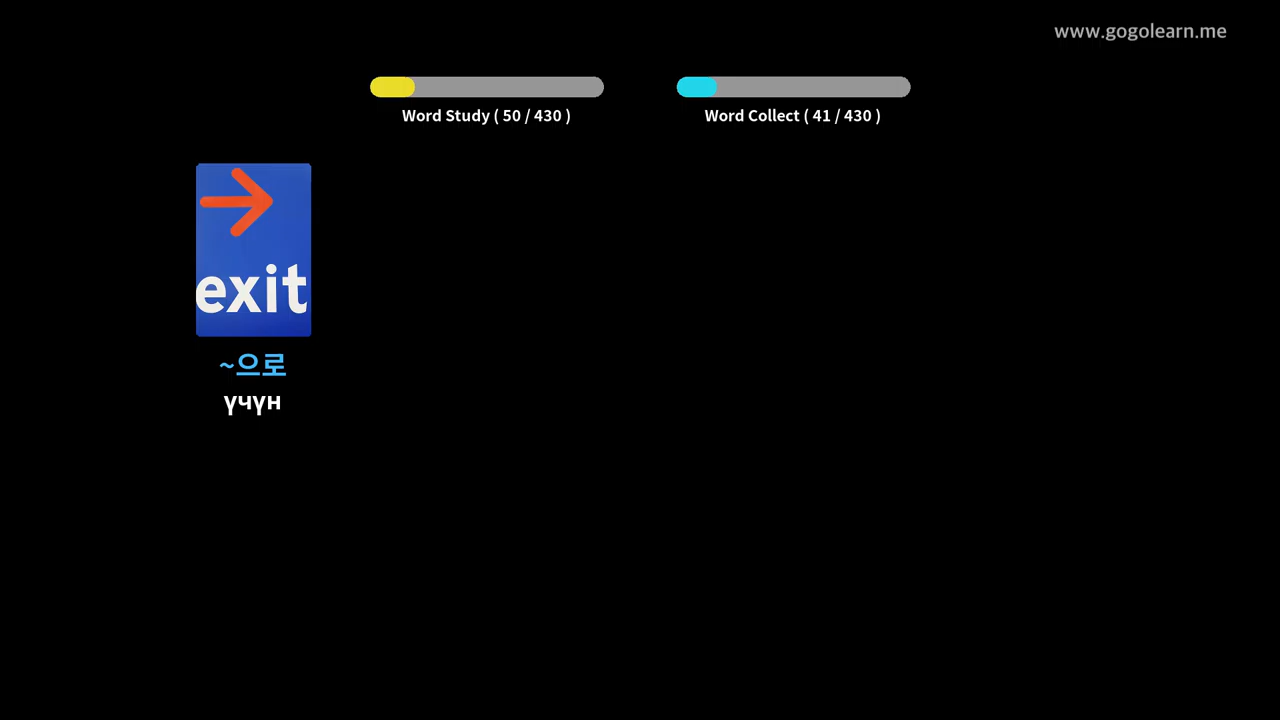 www.gogolearn.me
Word Study ( 50 / 430 )
Word Collect ( 41 / 430 )
exit
~으로
үчүн